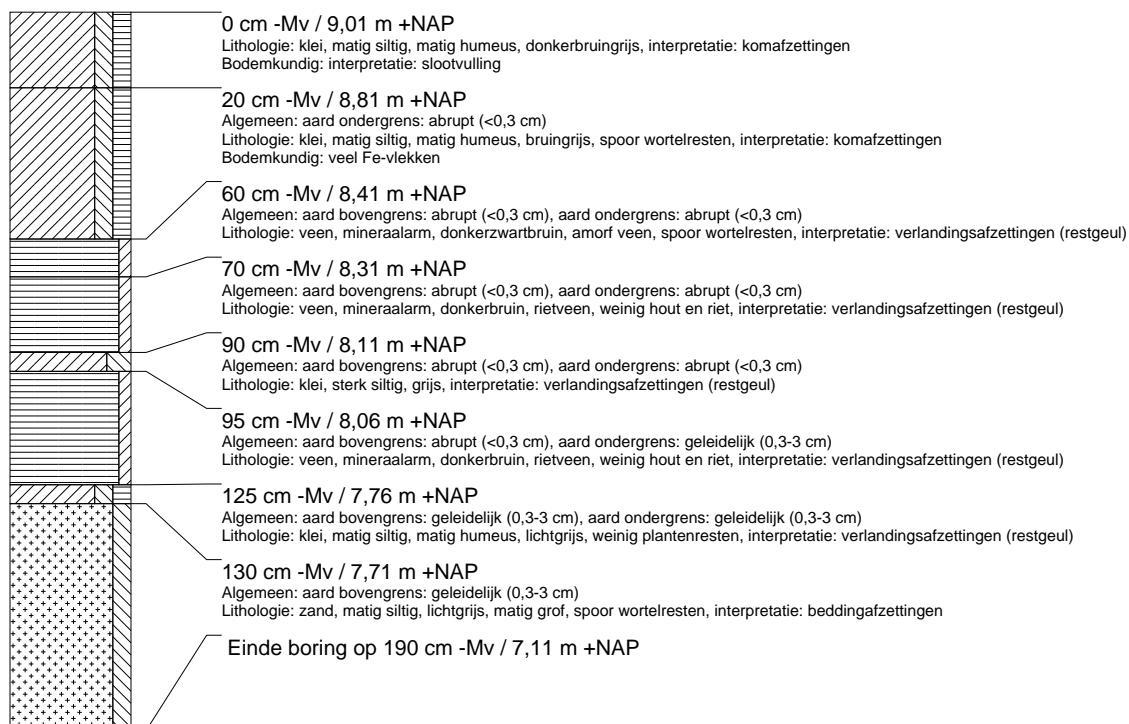 0 cm -Mv / 9,01 m +NAP
Lithologie: klei, matig siltig, matig humeus, donkerbruingrijs, interpretatie: komafzettingen
Bodemkundig: interpretatie: slootvulling
20 cm -Mv / 8,81 m +NAP
Algemeen: aard ondergrens: abrupt (<0,3 cm)
Lithologie: klei, matig siltig, matig humeus, bruingrijs, spoor wortelresten, interpretatie: komafzettingen
Bodemkundig: veel Fe-vlekken
60 cm -Mv / 8,41 m +NAP
Algemeen: aard bovengrens: abrupt (<0,3 cm), aard ondergrens: abrupt (<0,3 cm)
Lithologie: veen, mineraalarm, donkerzwartbruin, amorf veen, spoor wortelresten, interpretatie: verlandingsafzettingen (restgeul)
70 cm -Mv / 8,31 m +NAP
Algemeen: aard bovengrens: abrupt (<0,3 cm), aard ondergrens: abrupt (<0,3 cm)
Lithologie: veen, mineraalarm, donkerbruin, rietveen, weinig hout en riet, interpretatie: verlandingsafzettingen (restgeul)
90 cm -Mv / 8,11 m +NAP
Algemeen: aard bovengrens: abrupt (<0,3 cm), aard ondergrens: abrupt (<0,3 cm)
Lithologie: klei, sterk siltig, grijs, interpretatie: verlandingsafzettingen (restgeul)
95 cm -Mv / 8,06 m +NAP
Algemeen: aard bovengrens: abrupt (<0,3 cm), aard ondergrens: geleidelijk (0,3-3 cm)
Lithologie: veen, mineraalarm, donkerbruin, rietveen, weinig hout en riet, interpretatie: verlandingsafzettingen (restgeul)
125 cm -Mv / 7,76 m +NAP
Algemeen: aard bovengrens: geleidelijk (0,3-3 cm), aard ondergrens: geleidelijk (0,3-3 cm)
Lithologie: klei, matig siltig, matig humeus, lichtgrijs, weinig plantenresten, interpretatie: verlandingsafzettingen (restgeul)
130 cm -Mv / 7,71 m +NAP
Algemeen: aard bovengrens: geleidelijk (0,3-3 cm)
Lithologie: zand, matig siltig, lichtgrijs, matig grof, spoor wortelresten, interpretatie: beddingafzettingen
Einde boring op 190 cm -Mv / 7,11 m +NAP